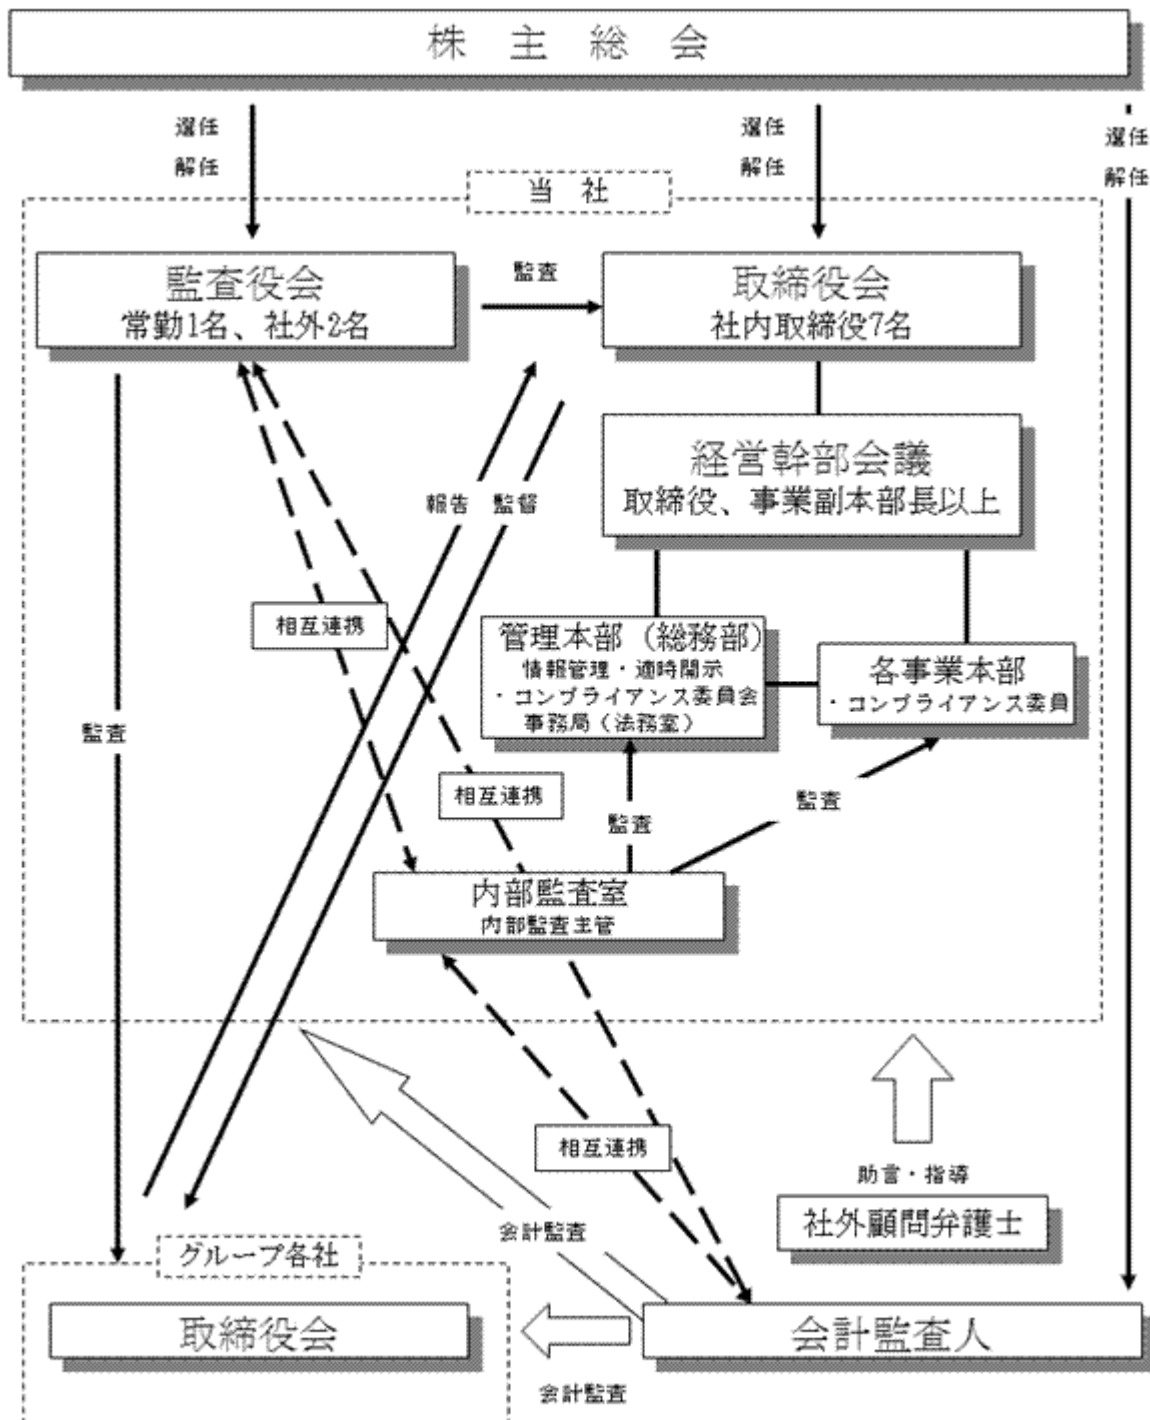 株主総会
選任
解任
選任
解任
選任
解任
当社
監査役会
常勤1名、社外2名
監査
取締役会
社内取締役7名
経営幹部会議
取締役、事業副本部長以上
報告
監督
相互連携
管理本部（総務部）
情報管理・適時開示
・コンプライアンス委員会
事務局（法務室）
各事業本部
・コンプライアンス委員
監査
相互連携
監査
監査
内部監査室
内部監査主管
相互連携
助言・指導
社外顧問弁護士
会計監査
グループ各社
取締役会
会計監査人
会計監査